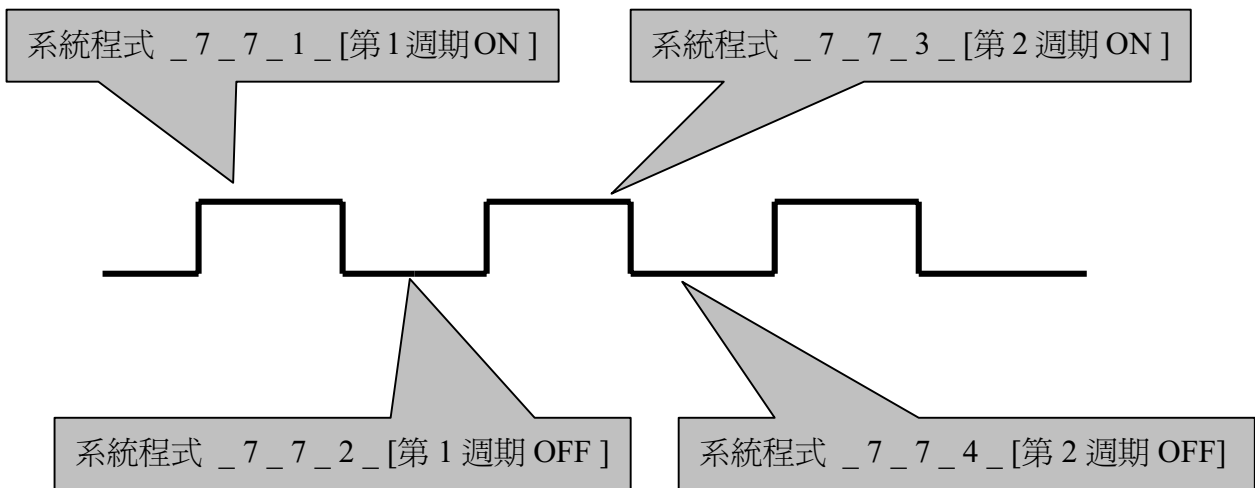 系統程式 _ 7 _ 7 _ 1 _ [第1週期ON ]
系統程式 _ 7 _ 7 _ 3 _ [第 2 週期 ON ]
系統程式 _ 7 _ 7 _ 2 _ [第 1 週期 OFF ]
系統程式 _ 7 _ 7 _ 4 _ [第 2 週期 OFF]